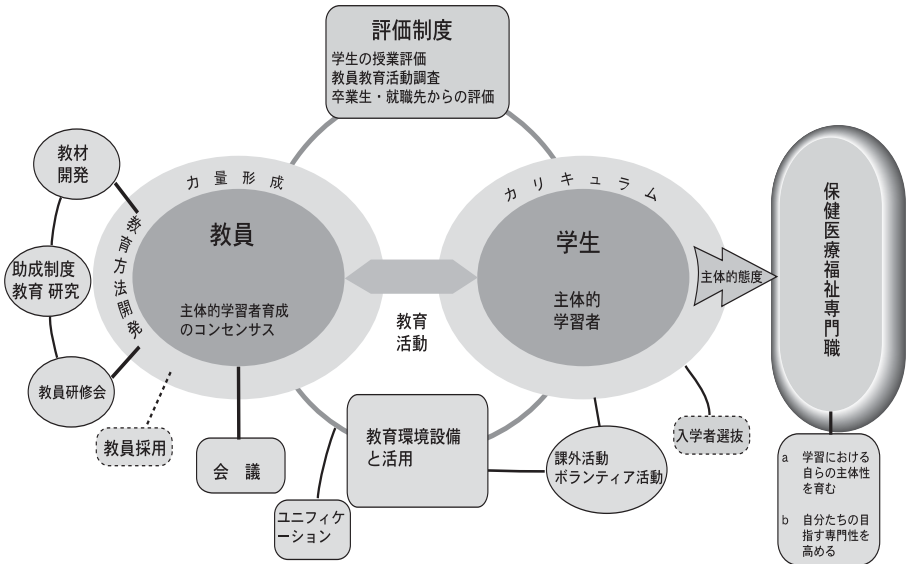 評価制度
学生の授業評価
教員教育活動調査
卒業生・就職先からの評価
教材
開発
助成制度
教育 研究
教員研修会
教育方法開発
力量形成
教員
主体的学習者育成
のコンセンサス
教員採用
会　議
教育
活動
カリキュラム
学生
主体的
学習者
主体的態度
保健医療福祉専門職
教育環境設備
と活用
ユニフィケ
ーション
課外活動
ボランティア活動
入学者選抜
a　学習における
自らの主体性
を育む
b　自分たちの目
指す専門性を
高める